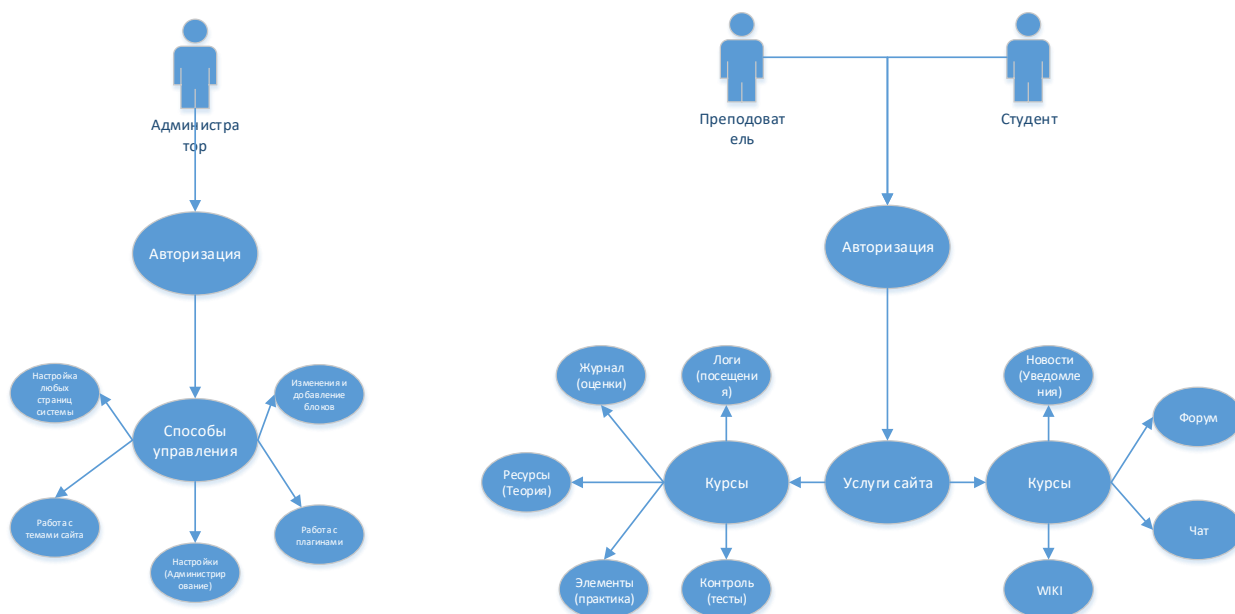 Администра
тор
Авторизация
Настройка
любых
страниц
системы
Изменения и
добавление
блоков
Способы
управления
Работа с
темами сайта
Настройки
(Администрир
ование)
Работа с
плагинами
Преподоват
ель
Студент
Авторизация
Журнал
(оценки)
Логи
(посещени
я)
Новости
(Уведомле
ния)
Форум
Ресурсы
(Теория)
Курсы
Услуги сайта
Курсы
Чат
Элементы
(практика)
Контроль
(тесты)
WIKI